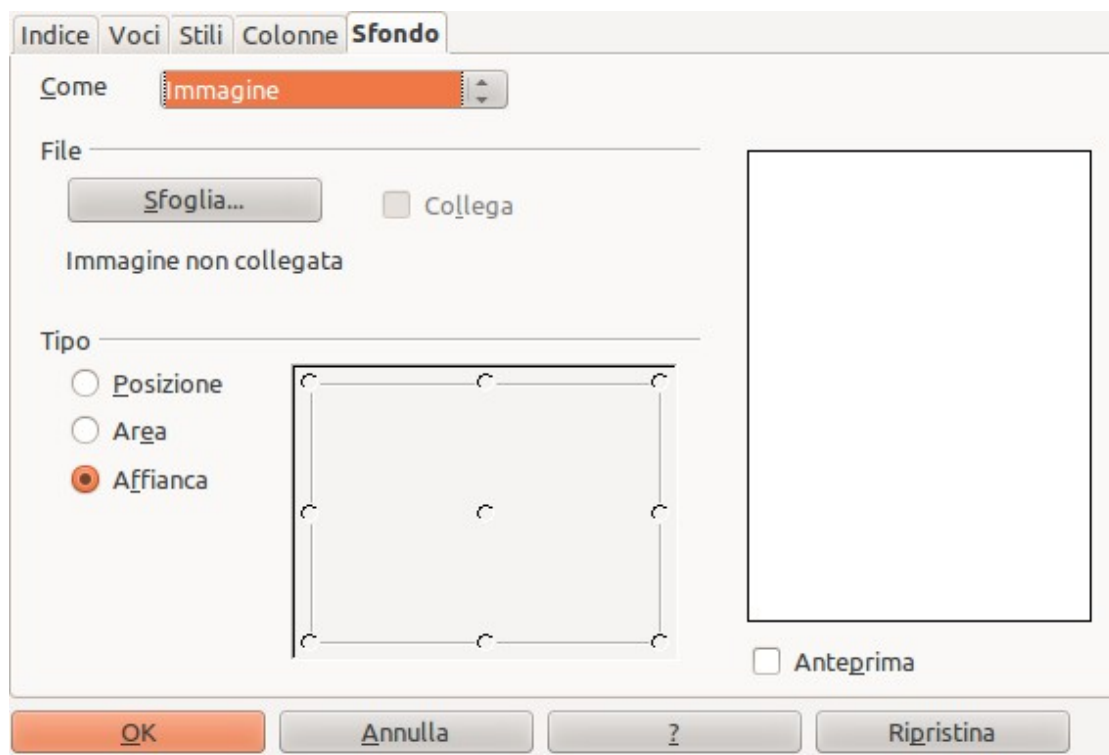 Indice Voci Stili Colonne Sfondo
Come Immagine
File
Sfoglia... Collega
Immagine non collegata
Tipo
Posizione
Area
Affianca
Anteprima
OK Annulla ? Ripristina